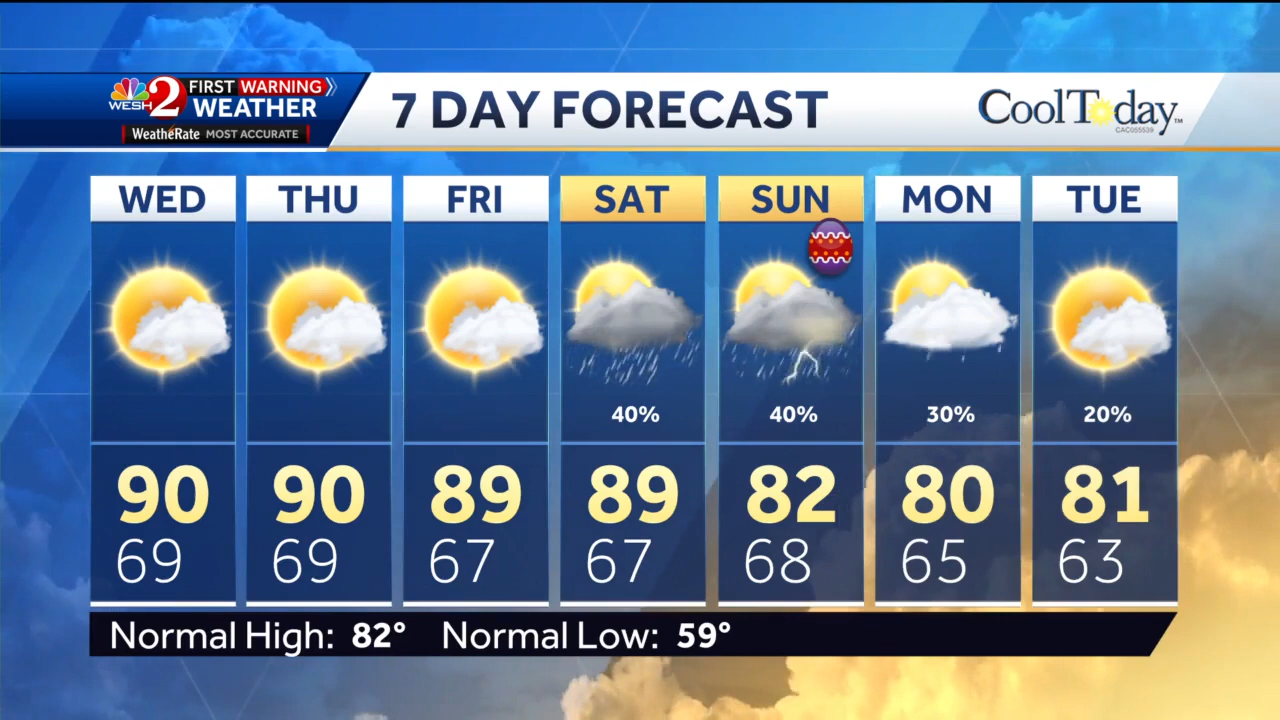 WESH 2 FIRST WARNING
WEATHER
WeatheRate MOST ACCURATE
7 DAY FORECAST
CoolToday™
CAC055539
WED THU FRI SAT SUN MON TUE
40% 40% 30% 20%
90 90 89 89 82 80 81
69 69 67 67 68 65 63
Normal High: 82° Normal Low: 59°